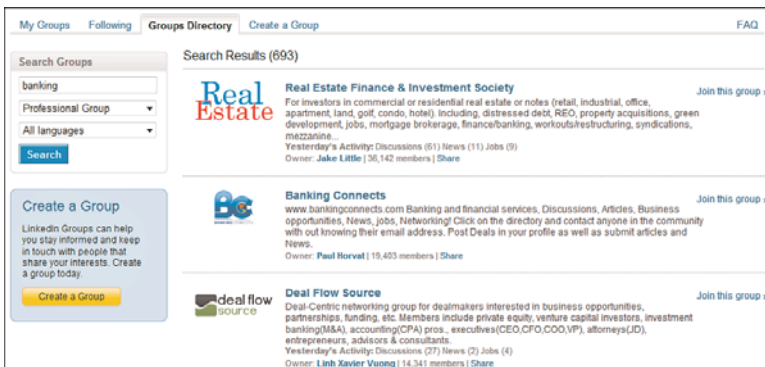 My Groups Following Groups Directory Create a Group FAQ
Search Groups
banking
Professional Group
All languages
Search
Create a Group
LinkedIn Groups can help
you stay informed and keep
in touch with people that
share your interests. Create
a group today.
Create a Group
Search Results (693)
Real
Estate
Real Estate Finance & Investment Society
Join this group
For investors in commercial or residential real estate or notes (retail, industrial, office,
apartment, land, golf, condo, hotel). Including, distressed debt, REO, property acquisitions, green
development, jobs, mortgage brokerage, finance/banking, workouts/restructuring, syndications,
mezzanine...
Yesterday's Activity: Discussions (61) News (11) Jobs (9)
Owner: Jake Little | 36,142 members | Share
Banking Connects
Join this group
www.bankingconnects.com Banking and financial services, Discussions, Articles, Business
opportunities, News, jobs, Networking! Click on the directory and contact anyone in the community
with out knowing their email address. Post Deals in your profile as well as submit articles and
News.
Owner: Paul Horvat | 19,403 members | Share
deal flow
source
Deal Flow Source
Join this group
Deal-Centric networking group for dealmakers interested in business opportunities,
partnerships, funding, etc. Members include private equity, venture capital investors, investment
banking(M&A), accounting(CPA) pros., executives(CEO,CFO,COO,VP), attorneys(JD),
entrepreneurs, advisors & consultants.
Yesterday's Activity: Discussions (27) News (2) Jobs (4)
Owner: Linh Xavier Vuong | 14,341 members | Share